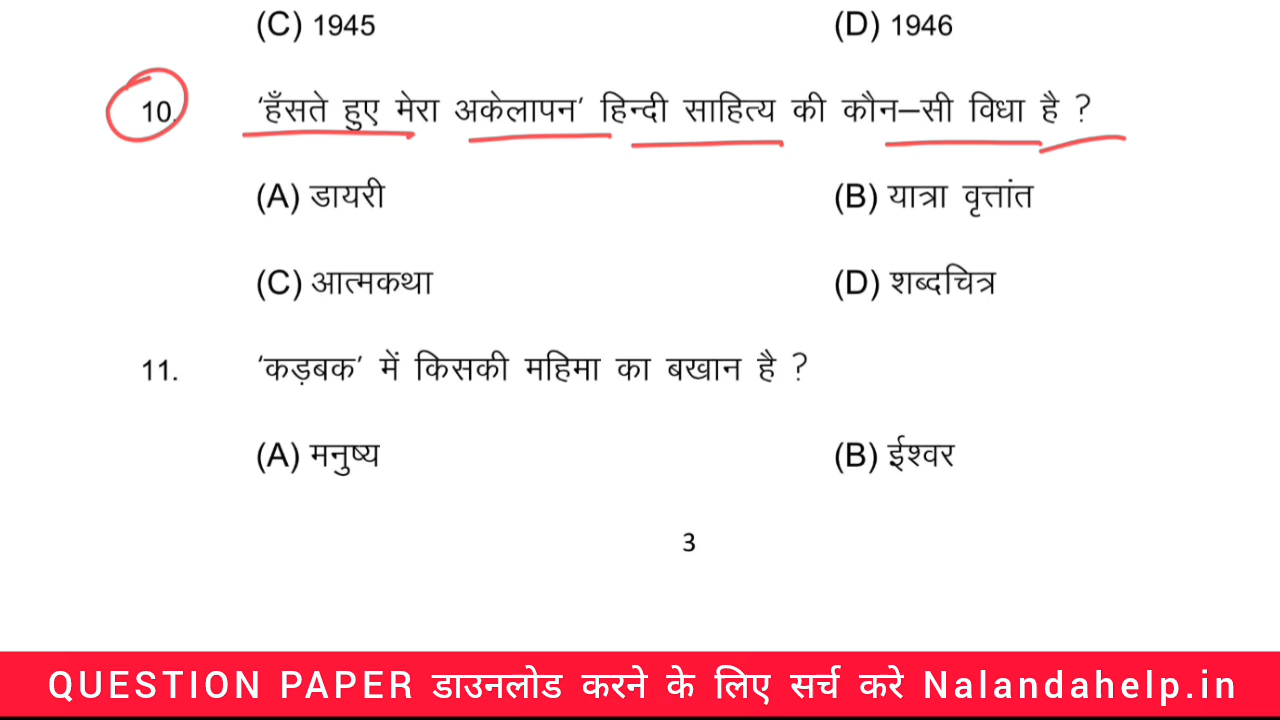 (C) 1945 (D) 1946
10. ‘हँसते हुए मेरा अकेलापन’ हिन्दी साहित्य की कौन–सी विधा है ?
(A) डायरी (B) यात्रा वृत्तांत
(C) आत्मकथा (D) शब्दचित्र
11. ‘कड़बक’ में किसकी महिमा का बखान है ?
(A) मनुष्य (B) ईश्वर
3
QUESTION PAPER डाउनलोड करने के लिए सर्च करे Nalandahelp.in